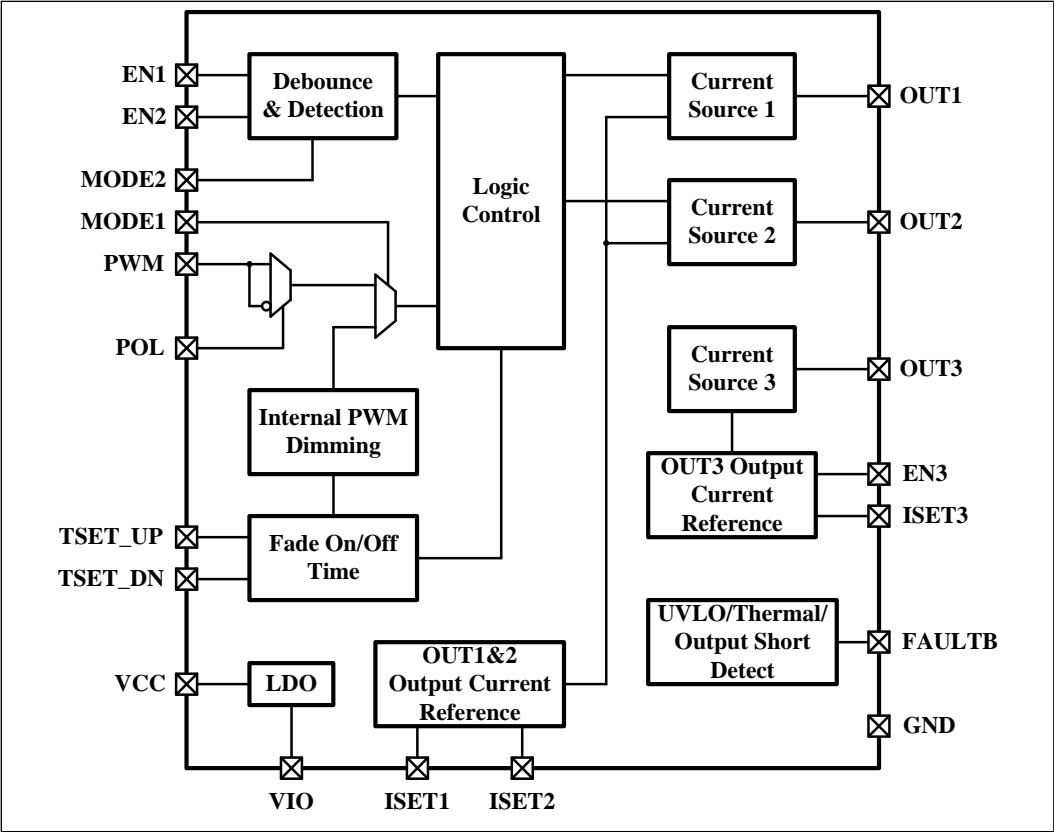 EN1
EN2
MODE2
MODE1
PWM
POL
TSET_UP
TSET_DN
VCC
Debounce
& Detection
Logic
Control
Internal PWM
Dimming
Fade On/Off
Time
LDO
OUT1&2
Output Current
Reference
Current
Source 1
Current
Source 2
Current
Source 3
OUT3 Output
Current
Reference
UVLO/Thermal/
Output Short
Detect
OUT1
OUT2
OUT3
EN3
ISET3
FAULTB
GND
VIO
ISET1
ISET2